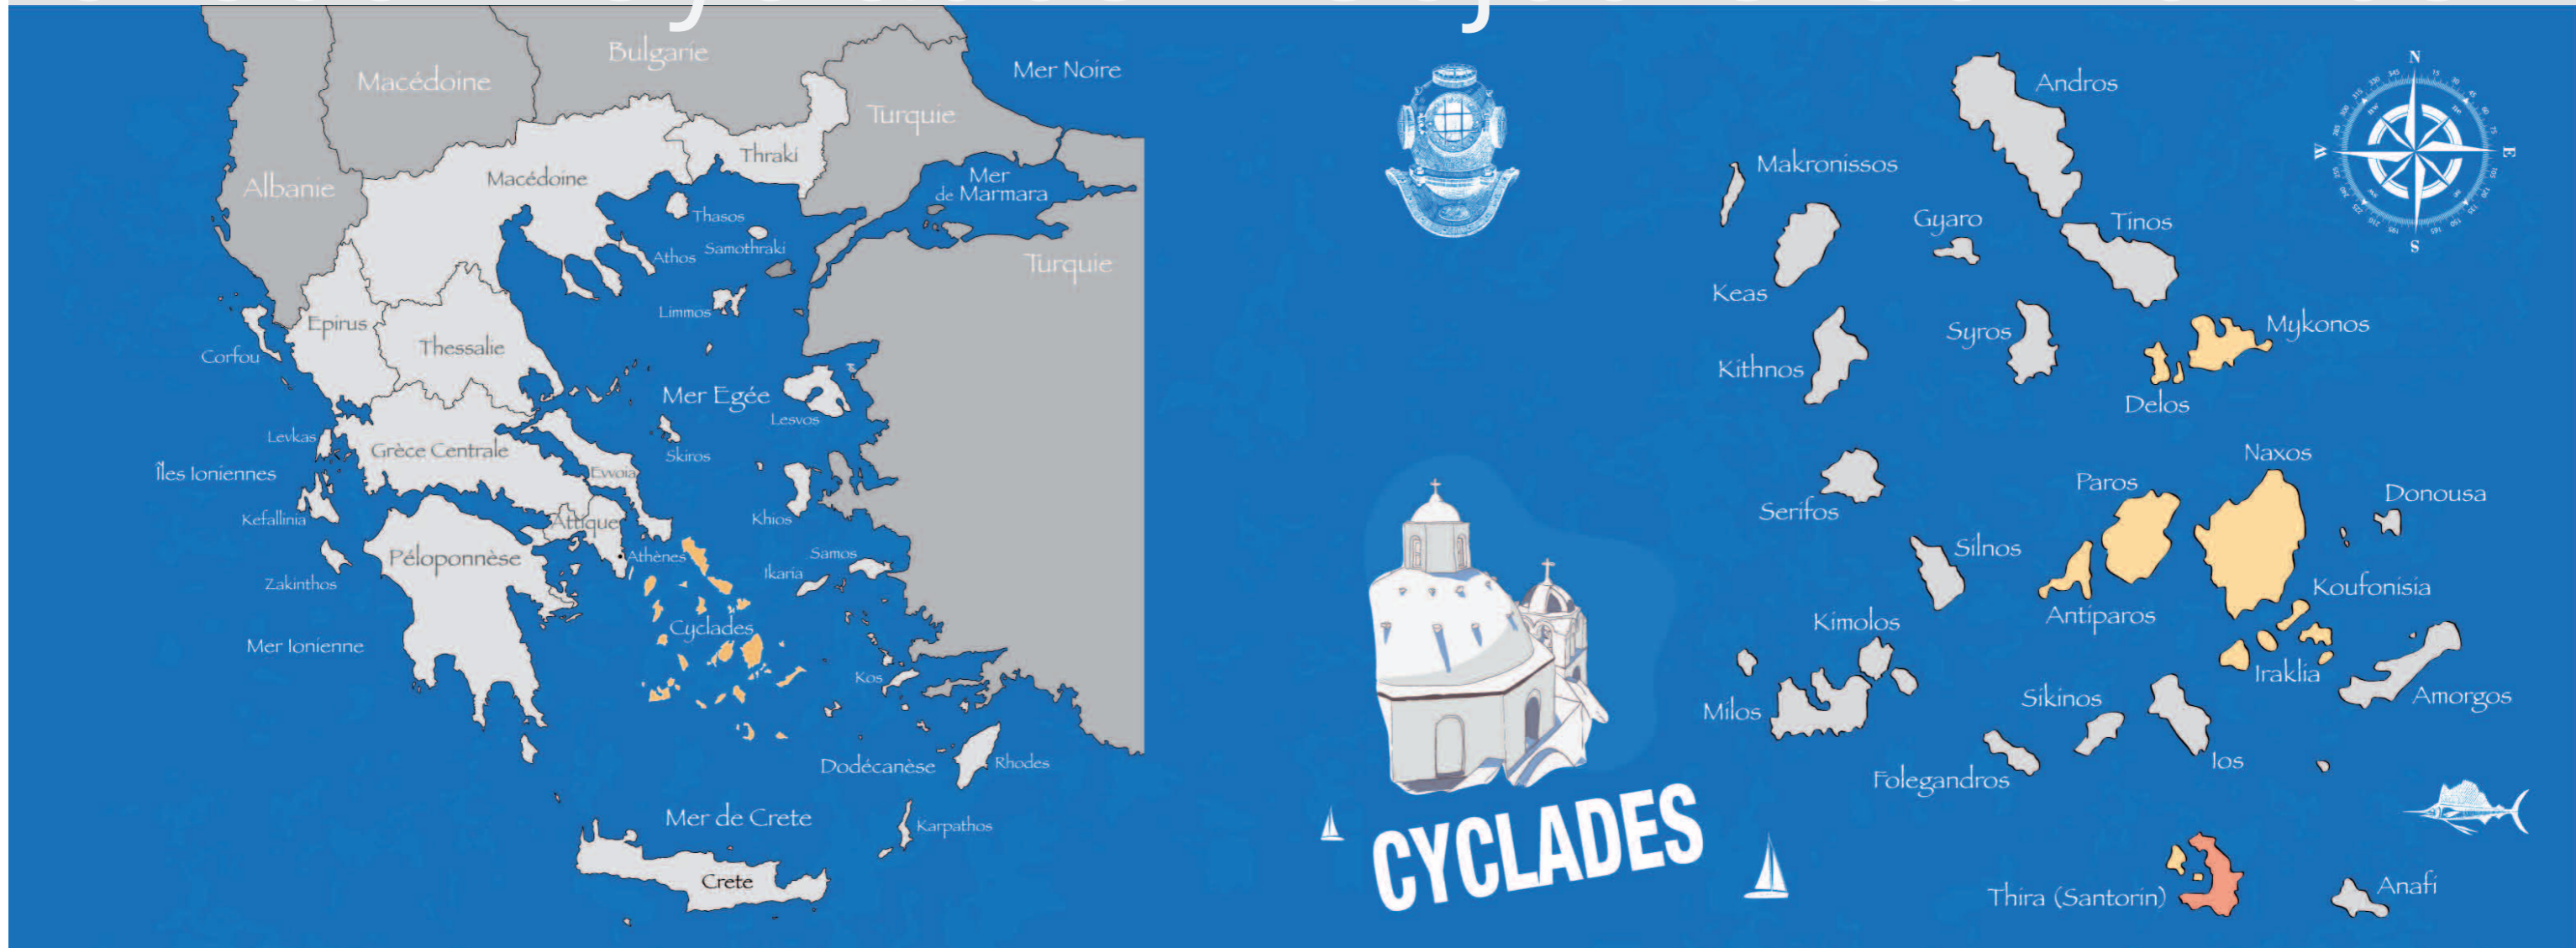 Bulgarie
Macédoine
Mer Noire
Turquie
Thraki
Albanie
Macédoine
Mer
de Marmara
Thasos
Samothraki
Athos
Turquie
Limmos
Epirus
Thessalie
Corfou
Mer Egée
Lesvos
Levkas
Grèce Centrale
Skiros
Îles Ioniennes
Evvoia
Kefallinia
Attique
Khios
Péloponnèse
Athènes
Samos
Ikaria
Zakinthos
Cyclades
Mer Ionienne
Kos
Dodécanèse
Rhodes
Mer de Crete
Karpathos
Crete
CYCLADES
Andros
Makronissos
Gyaro
Tinos
Keas
Syros
Mykonos
Kithnos
Delos
Naxos
Paros
Donousa
Serifos
Silnos
Koufonisia
Antiparos
Kimolos
Iraklia
Sikinos
Amorgos
Milos
Ios
Folegandros
Thira (Santorin)
Anafi
N
W
E
S